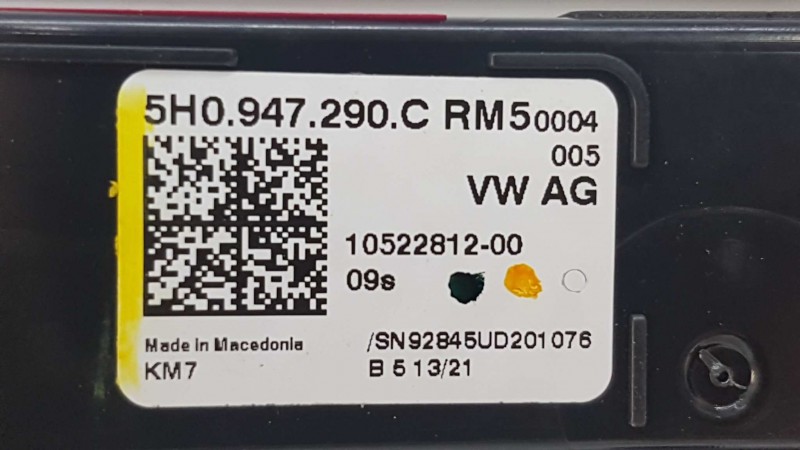 5H0.947.290.C RM5 0004
005
VW AG
10522812-00
09s
Made in Macedonia
/SN92845UD201076
KM7
B 5 13/21